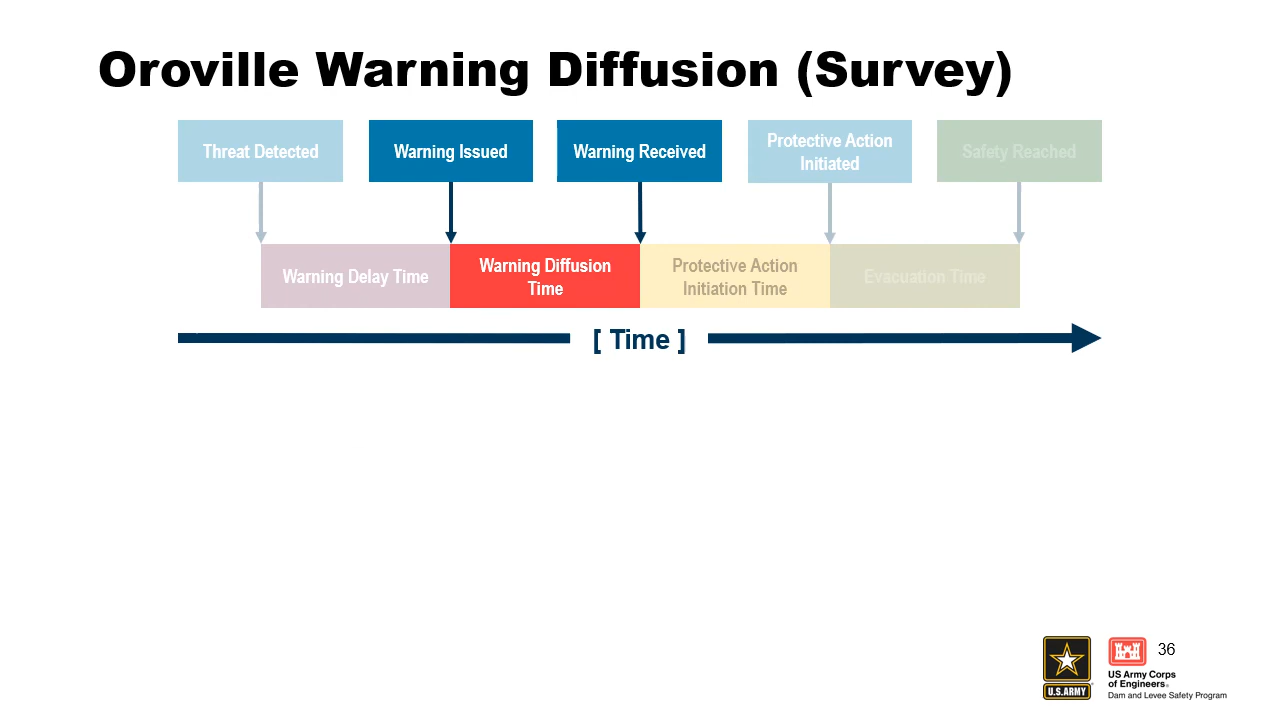 Oroville Warning Diffusion (Survey)
Threat Detected
Warning Issued
Warning Received
Protective Action
Initiated
Safety Reached
Warning Delay Time
Warning Diffusion
Time
Protective Action
Initiation Time
Evacuation Time
[ Time ]
36
U.S.ARMY
US Army Corps
of Engineers®
Dam and Levee Safety Program